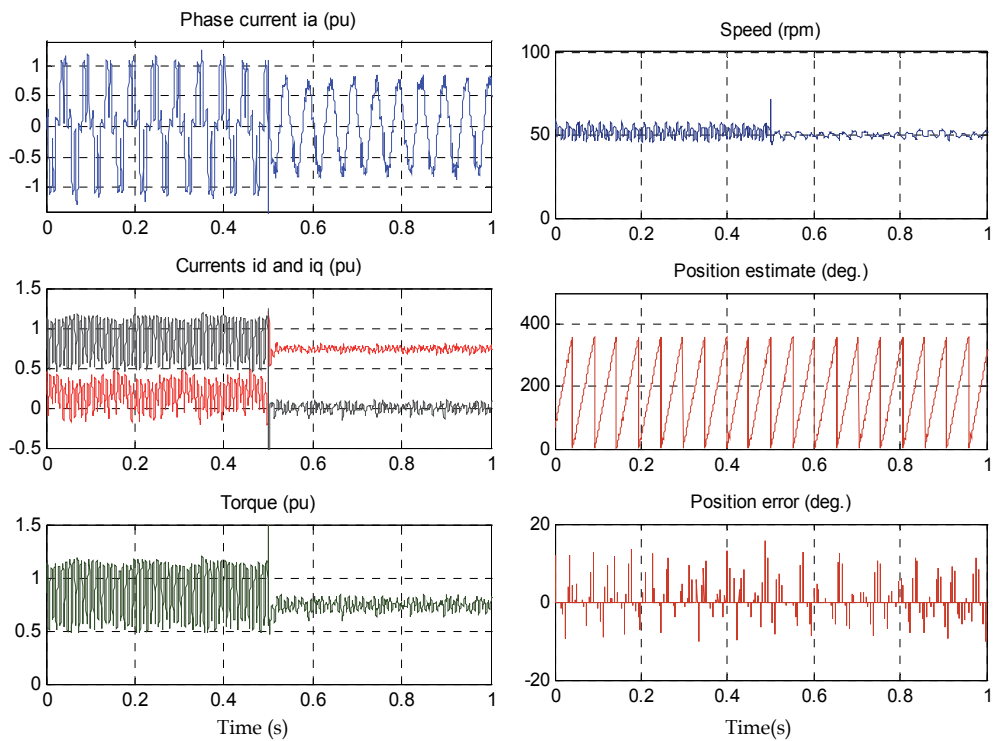 Phase current ia (pu)
1
0.5
0
-0.5
-1
0 0.2 0.4 0.6 0.8 1
Currents id and iq (pu)
1.5
1
0.5
0
-0.5
0 0.2 0.4 0.6 0.8 1
Torque (pu)
1.5
1
0.5
0
0 0.2 0.4 0.6 0.8 1
Time (s)
Speed (rpm)
100
50
0
0 0.2 0.4 0.6 0.8 1
Position estimate (deg.)
400
200
0
0 0.2 0.4 0.6 0.8 1
Position error (deg.)
20
0
-20
0 0.2 0.4 0.6 0.8 1
Time(s)